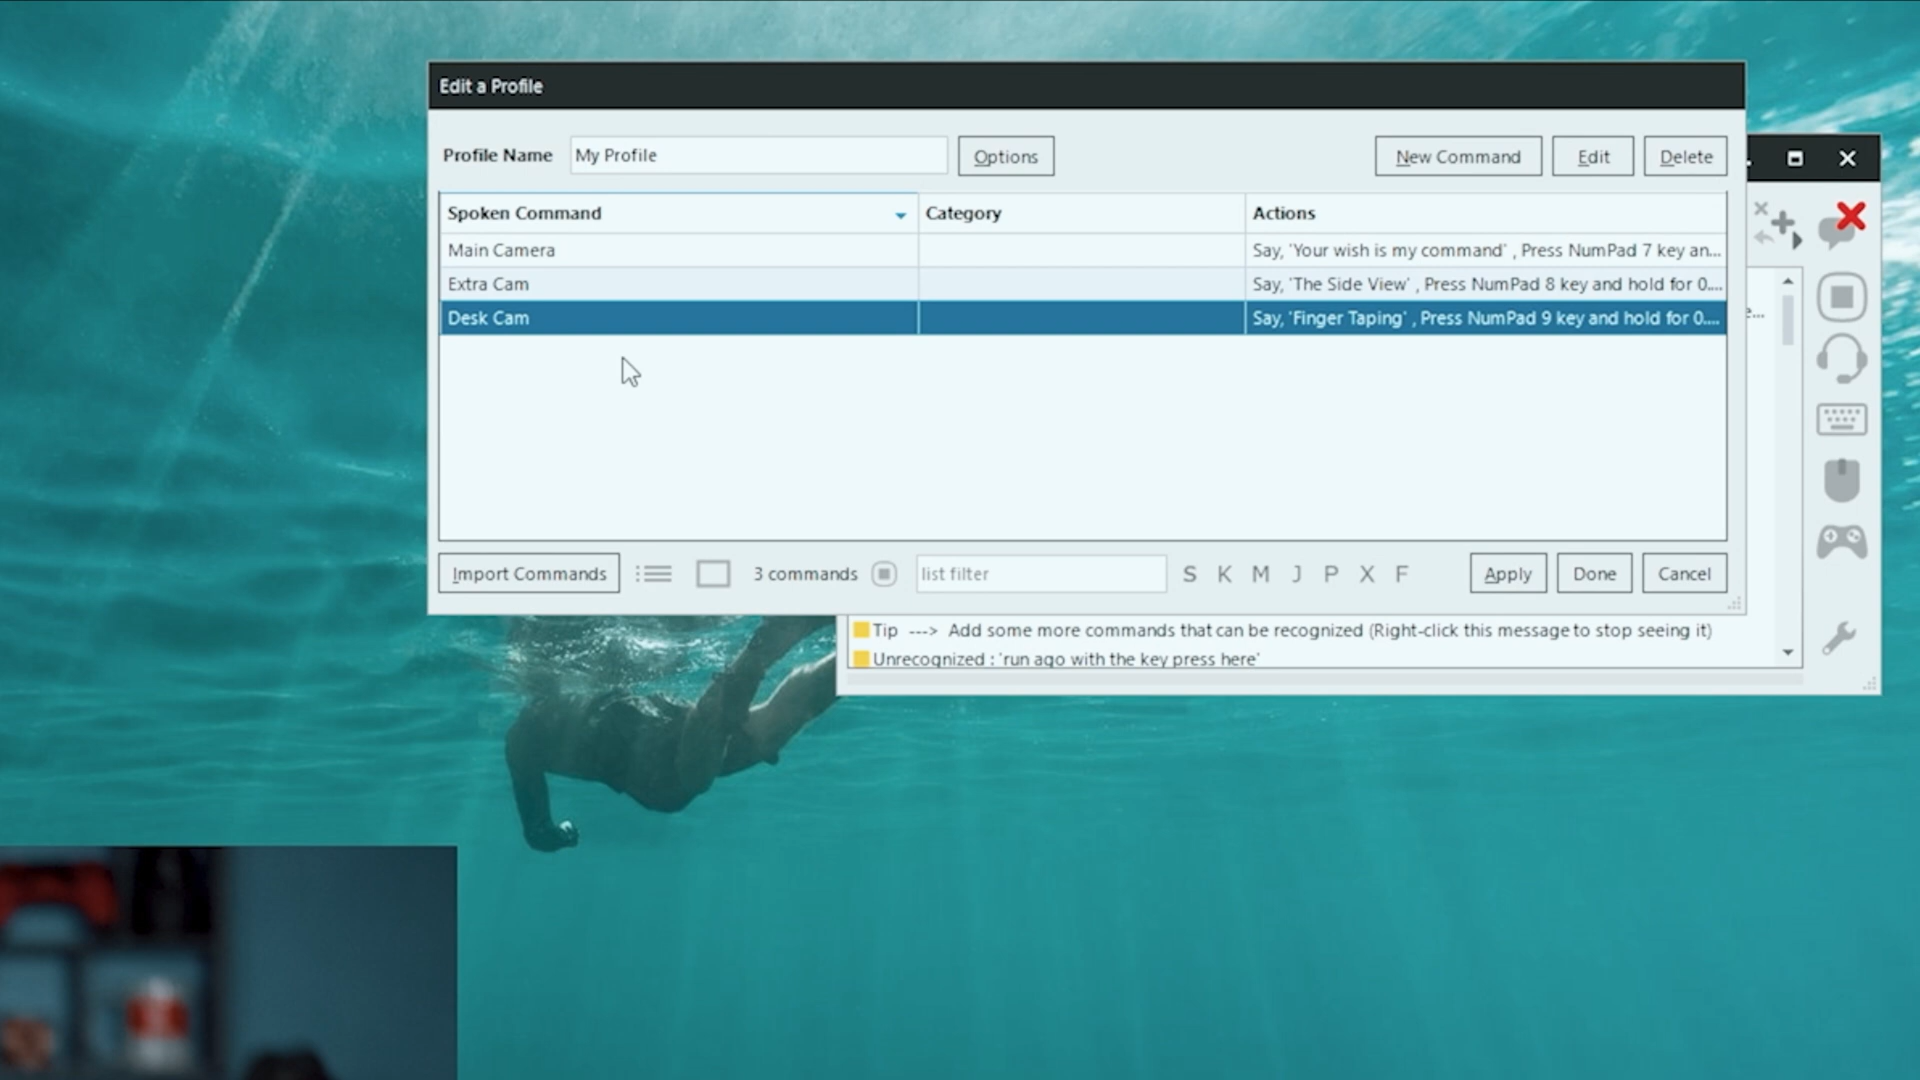 Edit a Profile
Profile Name My Profile Options New Command Edit Delete
Spoken Command Category Actions
Main Camera Say, 'Your wish is my command' , Press NumPad 7 key an...
Extra Cam Say, 'The Side View' , Press NumPad 8 key and hold for 0....
Desk Cam Say, 'Finger Taping' , Press NumPad 9 key and hold for 0....
e...
Import Commands 3 commands list filter S K M J P X F Apply Done Cancel
Tip ---> Add some more commands that can be recognized (Right-click this message to stop seeing it)
Unrecognized : 'run ago with the key press here'